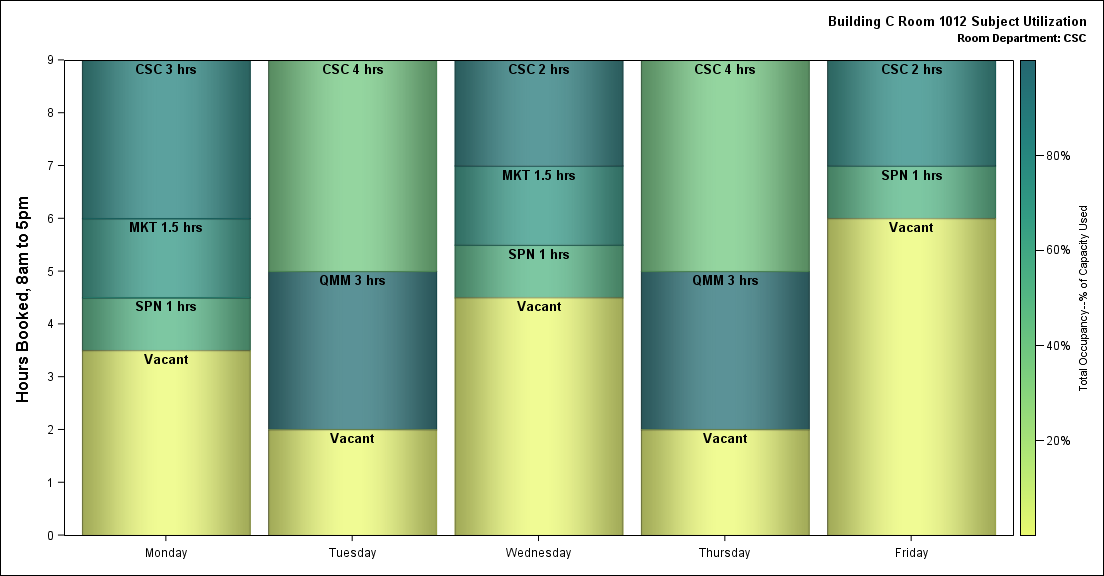 Building C Room 1012 Subject Utilization
Room Department: CSC
Hours Booked, 8am to 5pm
9
8
7
6
5
4
3
2
1
0
CSC 3 hrs
MKT 1.5 hrs
SPN 1 hrs
Vacant
CSC 4 hrs
QMM 3 hrs
Vacant
CSC 2 hrs
MKT 1.5 hrs
SPN 1 hrs
Vacant
CSC 4 hrs
QMM 3 hrs
Vacant
CSC 2 hrs
SPN 1 hrs
Vacant
Monday
Tuesday
Wednesday
Thursday
Friday
80%
60%
40%
20%
Total Occupancy--% of Capacity Used